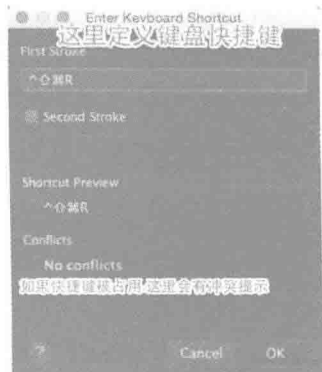 Enter Keyboard Shortcut
这里定义键盘快捷键
First Stroke
^⇧⌘R
Second Stroke
Shortcut Preview
^⇧⌘R
Conflicts
No conflicts
如果快捷键被占用 这里会有冲突提示
?
Cancel
OK